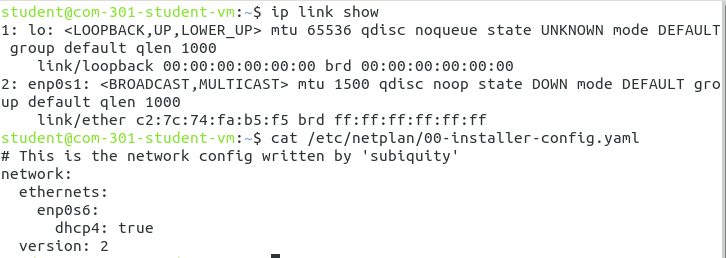 student@com-301-student-vm:~$ ip link show
1: lo: <LOOPBACK,UP,LOWER_UP> mtu 65536 qdisc noqueue state UNKNOWN mode DEFAULT
 group default qlen 1000
    link/loopback 00:00:00:00:00:00 brd 00:00:00:00:00:00
2: enp0s1: <BROADCAST,MULTICAST> mtu 1500 qdisc noop state DOWN mode DEFAULT gro
up default qlen 1000
    link/ether c2:7c:74:fa:b5:f5 brd ff:ff:ff:ff:ff:ff
student@com-301-student-vm:~$ cat /etc/netplan/00-installer-config.yaml
# This is the network config written by 'subiquity'
network:
  ethernets:
    enp0s6:
      dhcp4: true
  version: 2